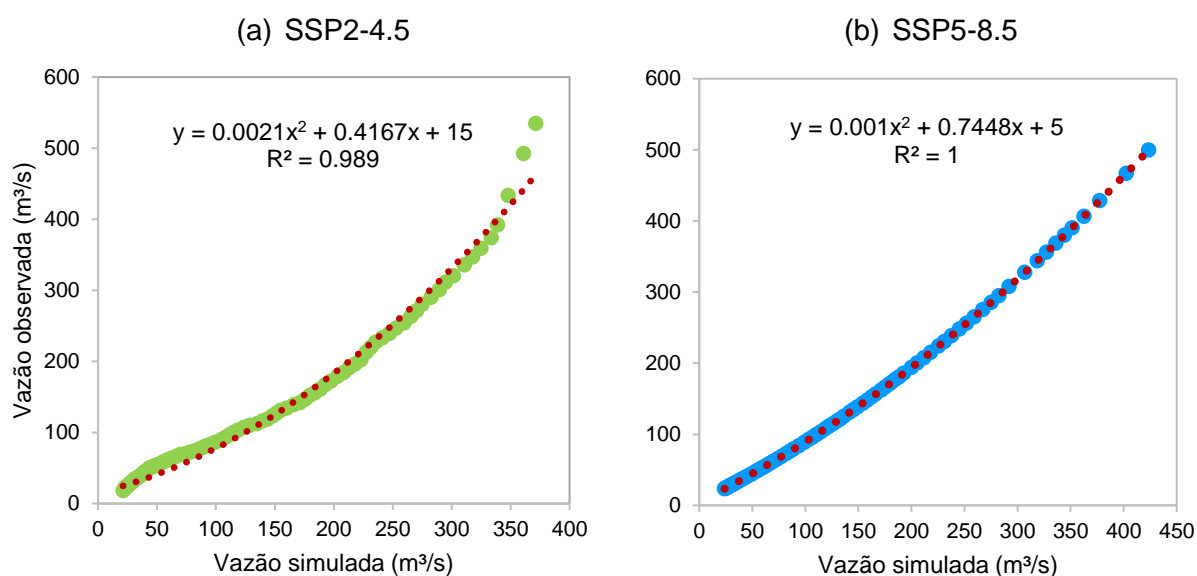 (a) SSP2-4.5
600
500
400
300
200
100
0
Vazão observada (m³/s)
y = 0.0021x² + 0.4167x + 15
R² = 0.989
0 50 100 150 200 250 300 350 400
Vazão simulada (m³/s)
(b) SSP5-8.5
600
500
400
300
200
100
0
y = 0.001x² + 0.7448x + 5
R² = 1
0 50 100 150 200 250 300 350 400 450
Vazão simulada (m³/s)